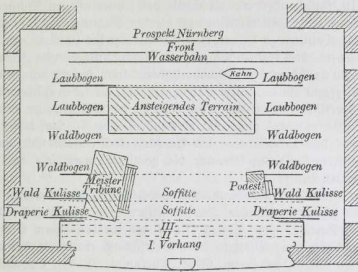 Prospekt Nürnberg
Front
Wasserbahn
Kahn
Laubbogen Laubbogen
Ansteigendes Terrain
Laubbogen Laubbogen
Waldbogen Waldbogen
Waldbogen Waldbogen
Meister
Tribüne
Podest
Wald Kulisse Soffitte Wald Kulisse
Draperie Kulisse Soffitte Draperie Kulisse
III
II
I. Vorhang